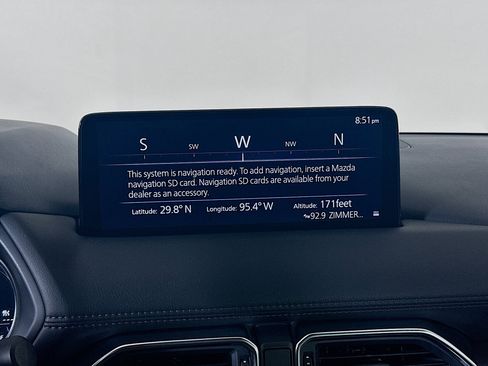 8:51pm
S SW W NW N
This system is navigation ready. To add navigation, insert a Mazda
navigation SD card. Navigation SD cards are available from your
dealer as an accessory.
Latitude: 29.8° N Longitude: 95.4° W Altitude: 171feet
92.9 ZIMMER...